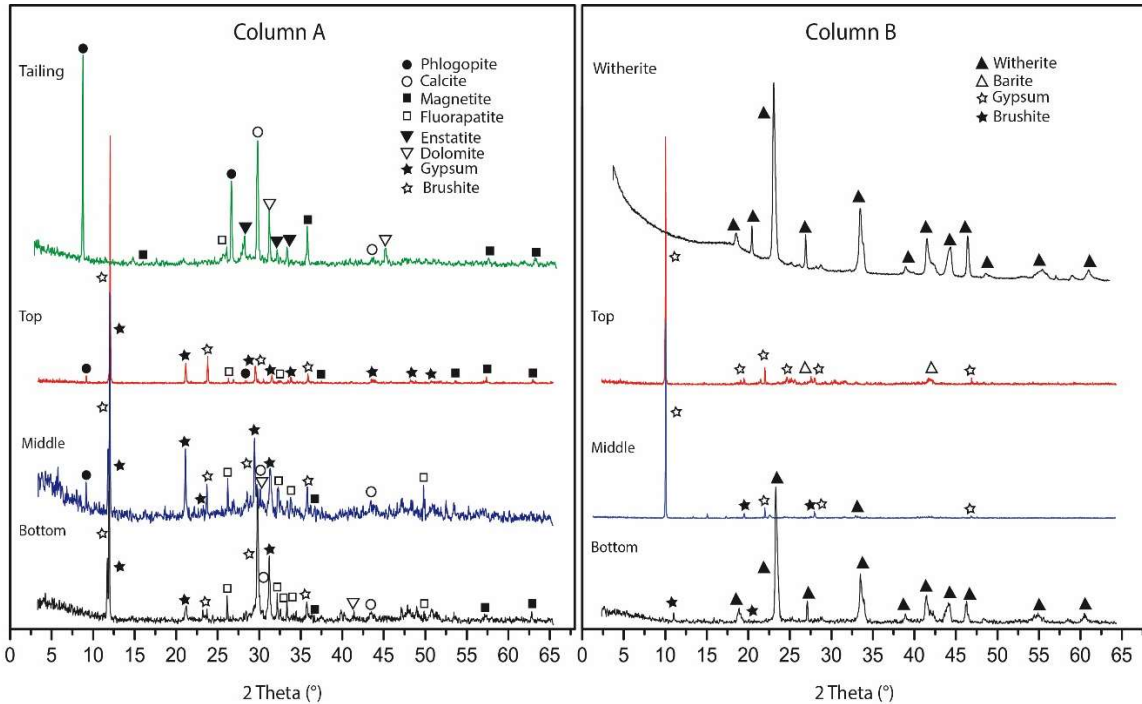 Column A
Tailing
Phlogopite
Calcite
Magnetite
Fluorapatite
Enstatite
Dolomite
Gypsum
Brushite
Top
Middle
Bottom
0 5 10 15 20 25 30 35 40 45 50 55 60 65
2 Theta (°)
Column B
Witherite
Witherite
Barite
Gypsum
Brushite
Top
Middle
Bottom
0 5 10 15 20 25 30 35 40 45 50 55 60 65
2 Theta (°)